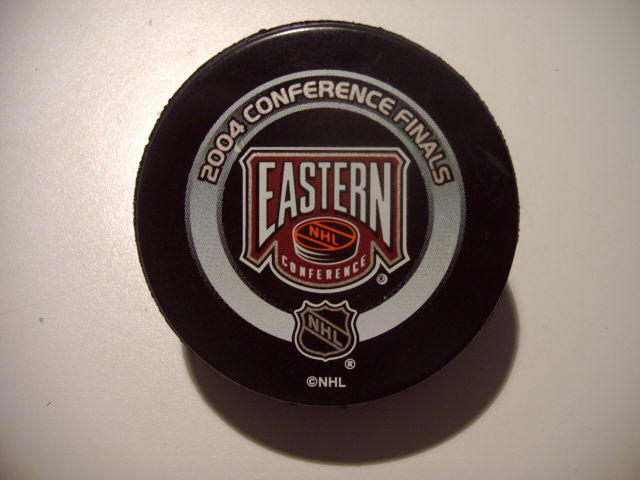 2004 CONFERENCE FINALS
EASTERN
NHL
CONFERENCE
®
NHL
®
©NHL